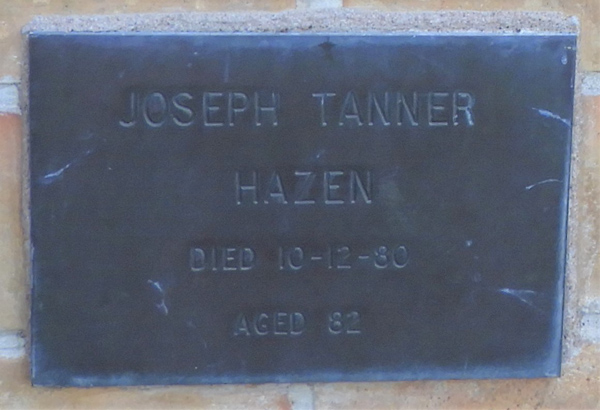 JOSEPH TANNER
HAZEN
DIED 10-12-80
AGED 82